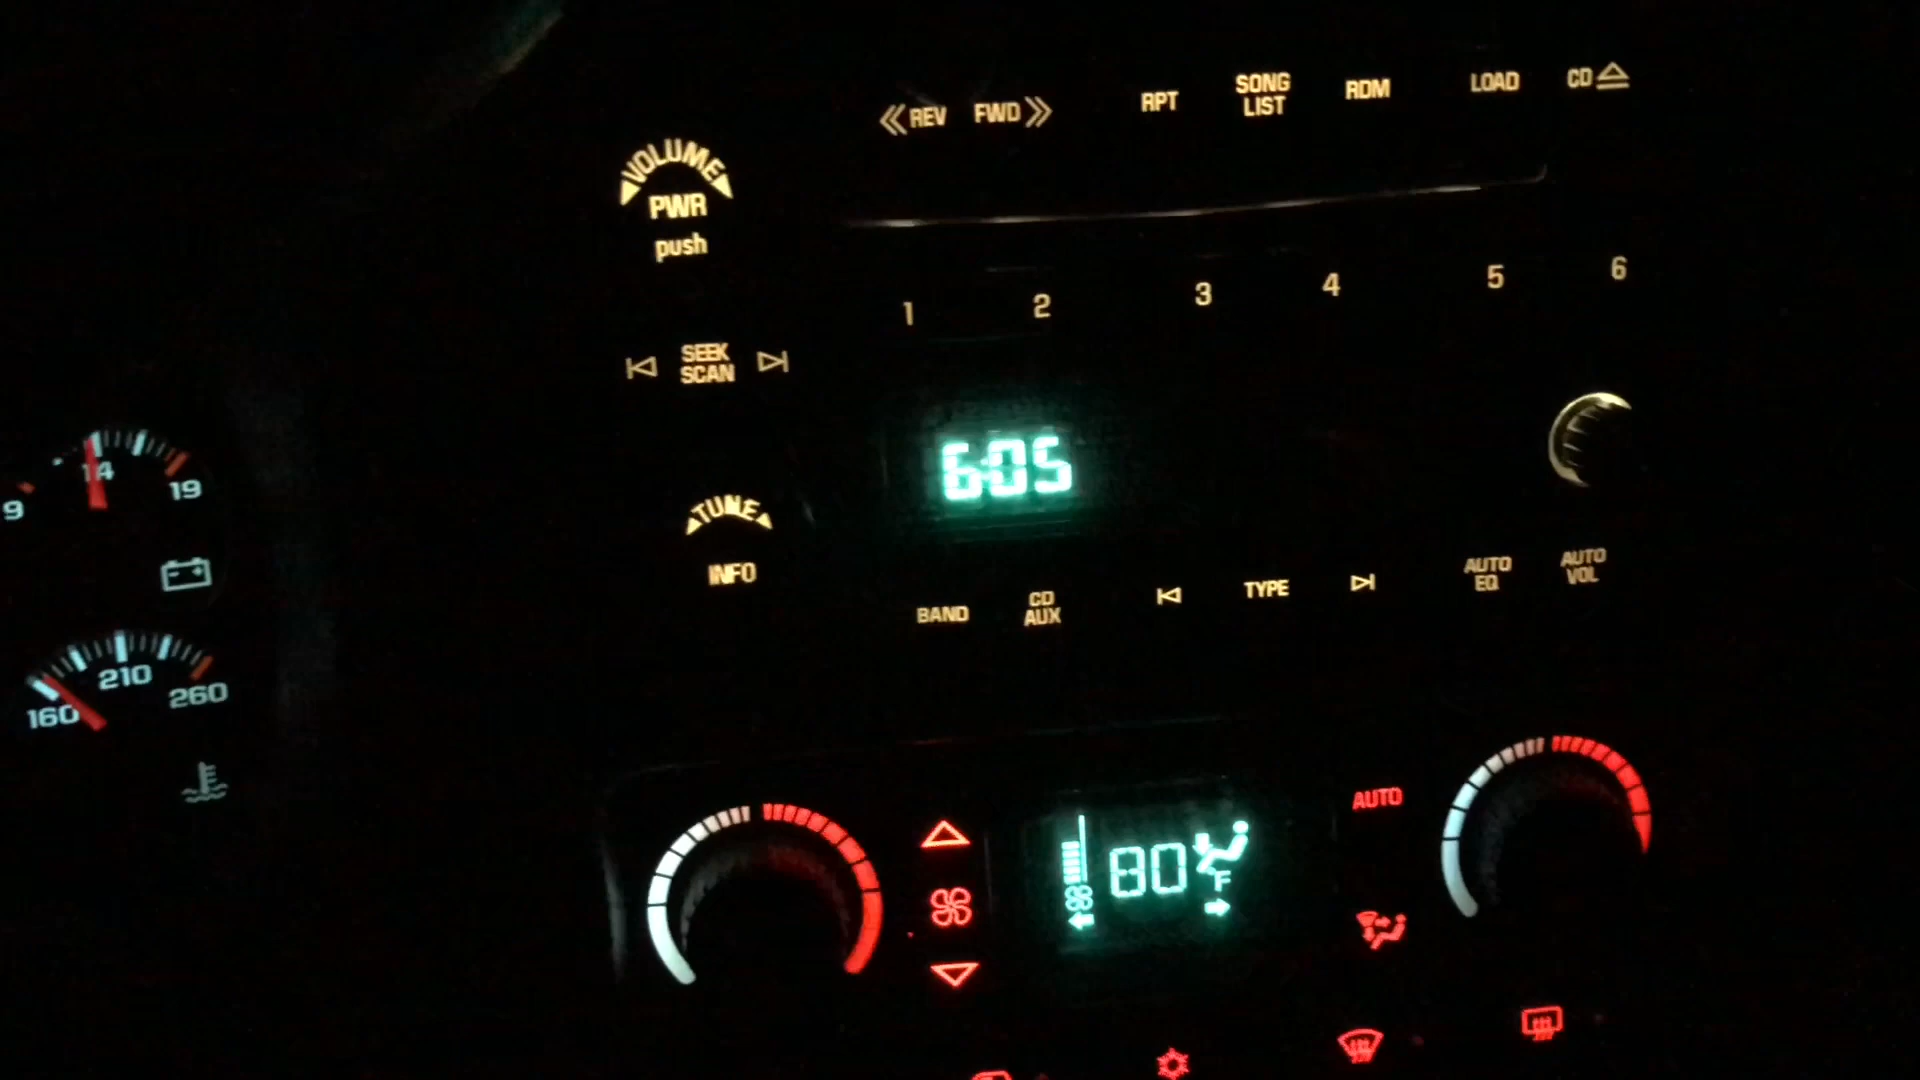 REV FWD RPT SONG LIST RDM LOAD CD
VOLUME
PWR
push
1 2 3 4 5 6
SEEK
SCAN
6:05
9 14 19
TUNE
INFO
BAND CD AUX TYPE AUTO EQ AUTO VOL
160 210 260
AUTO
80 F